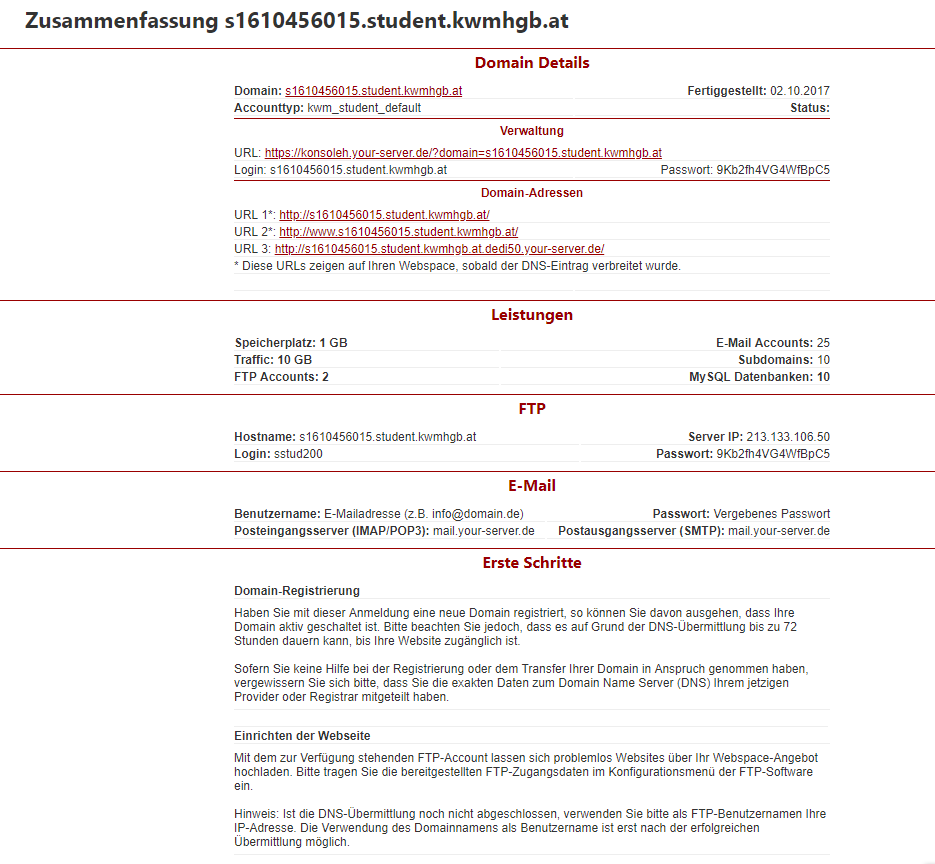 Zusammenfassung s1610456015.student.kwmhgb.at
Domain Details
Domain: s1610456015.student.kwmhgb.at Fertiggestellt: 02.10.2017
Accounttyp: kwm_student_default Status:
Verwaltung
URL: https://konsoleh.your-server.de/?domain=s1610456015.student.kwmhgb.at
Login: s1610456015.student.kwmhgb.at Passwort: 9Kb2fh4VG4WfBpC5
Domain-Adressen
URL 1*: http://s1610456015.student.kwmhgb.at/
URL 2*: http://www.s1610456015.student.kwmhgb.at/
URL 3: http://s1610456015.student.kwmhgb.at.dedi50.your-server.de/
* Diese URLs zeigen auf Ihren Webspace, sobald der DNS-Eintrag verbreitet wurde.
Leistungen
Speicherplatz: 1 GB E-Mail Accounts: 25
Traffic: 10 GB Subdomains: 10
FTP Accounts: 2 MySQL Datenbanken: 10
FTP
Hostname: s1610456015.student.kwmhgb.at Server IP: 213.133.106.50
Login: sstud200 Passwort: 9Kb2fh4VG4WfBpC5
E-Mail
Benutzername: E-Mailadresse (z.B. info@domain.de) Passwort: Vergebenes Passwort
Posteingangsserver (IMAP/POP3): mail.your-server.de Postausgangsserver (SMTP): mail.your-server.de
Erste Schritte
Domain-Registrierung
Haben Sie mit dieser Anmeldung eine neue Domain registriert, so können Sie davon ausgehen, dass Ihre
Domain aktiv geschaltet ist. Bitte beachten Sie jedoch, dass es auf Grund der DNS-Übermittlung bis zu 72
Stunden dauern kann, bis Ihre Website zugänglich ist.
Sofern Sie keine Hilfe bei der Registrierung oder dem Transfer Ihrer Domain in Anspruch genommen haben,
vergewissern Sie sich bitte, dass Sie die exakten Daten zum Domain Name Server (DNS) Ihrem jetzigen
Provider oder Registrar mitgeteilt haben.
Einrichten der Webseite
Mit dem zur Verfügung stehenden FTP-Account lassen sich problemlos Websites über Ihr Webspace-Angebot
hochladen. Bitte tragen Sie die bereitgestellten FTP-Zugangsdaten im Konfigurationsmenü der FTP-Software
ein.
Hinweis: Ist die DNS-Übermittlung noch nicht abgeschlossen, verwenden Sie bitte als FTP-Benutzernamen Ihre
IP-Adresse. Die Verwendung des Domainnamens als Benutzername ist erst nach der erfolgreichen
Übermittlung möglich.